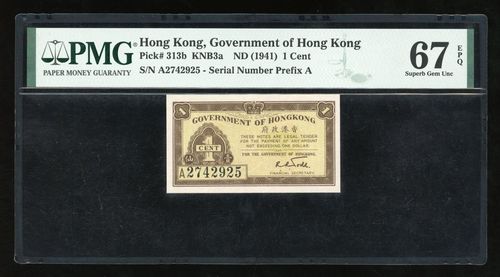 PMG
PAPER MONEY GUARANTY
Hong Kong, Government of Hong Kong
Pick# 313b KNB3a ND (1941) 1 Cent
S/N A2742925 - Serial Number Prefix A
67 EPQ
Superb Gem Unc
1 1
GOVERNMENT OF HONGKONG
府政港香
THESE NOTES ARE LEGAL TENDER
FOR THE PAYMENT OF ANY AMOUNT
NOT EXCEEDING ONE DOLLAR.
FOR THE GOVERNMENT OF HONGKONG.
1
CENT
FINANCIAL SECRETARY
A2742925